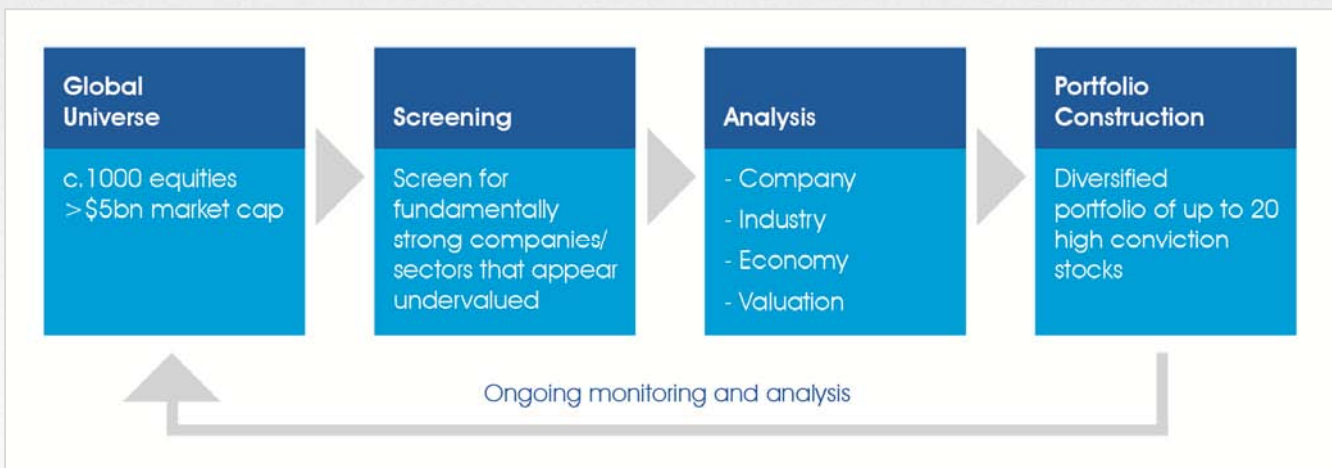 Global
Universe
c.1000 equities
>$5bn market cap
Screening
Screen for
fundamentally
strong companies/
sectors that appear
undervalued
Analysis
- Company
- Industry
- Economy
- Valuation
Portfolio
Construction
Diversified
portfolio of up to 20
high conviction
stocks
Ongoing monitoring and analysis